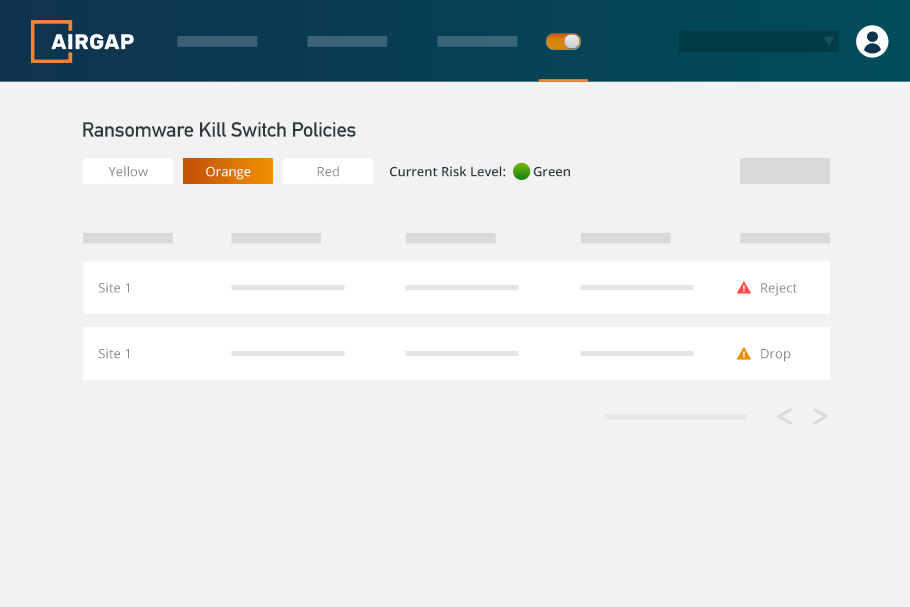 AIRGAP
Ransomware Kill Switch Policies
Yellow Orange Red Current Risk Level: Green
Site 1 Reject
Site 1 Drop